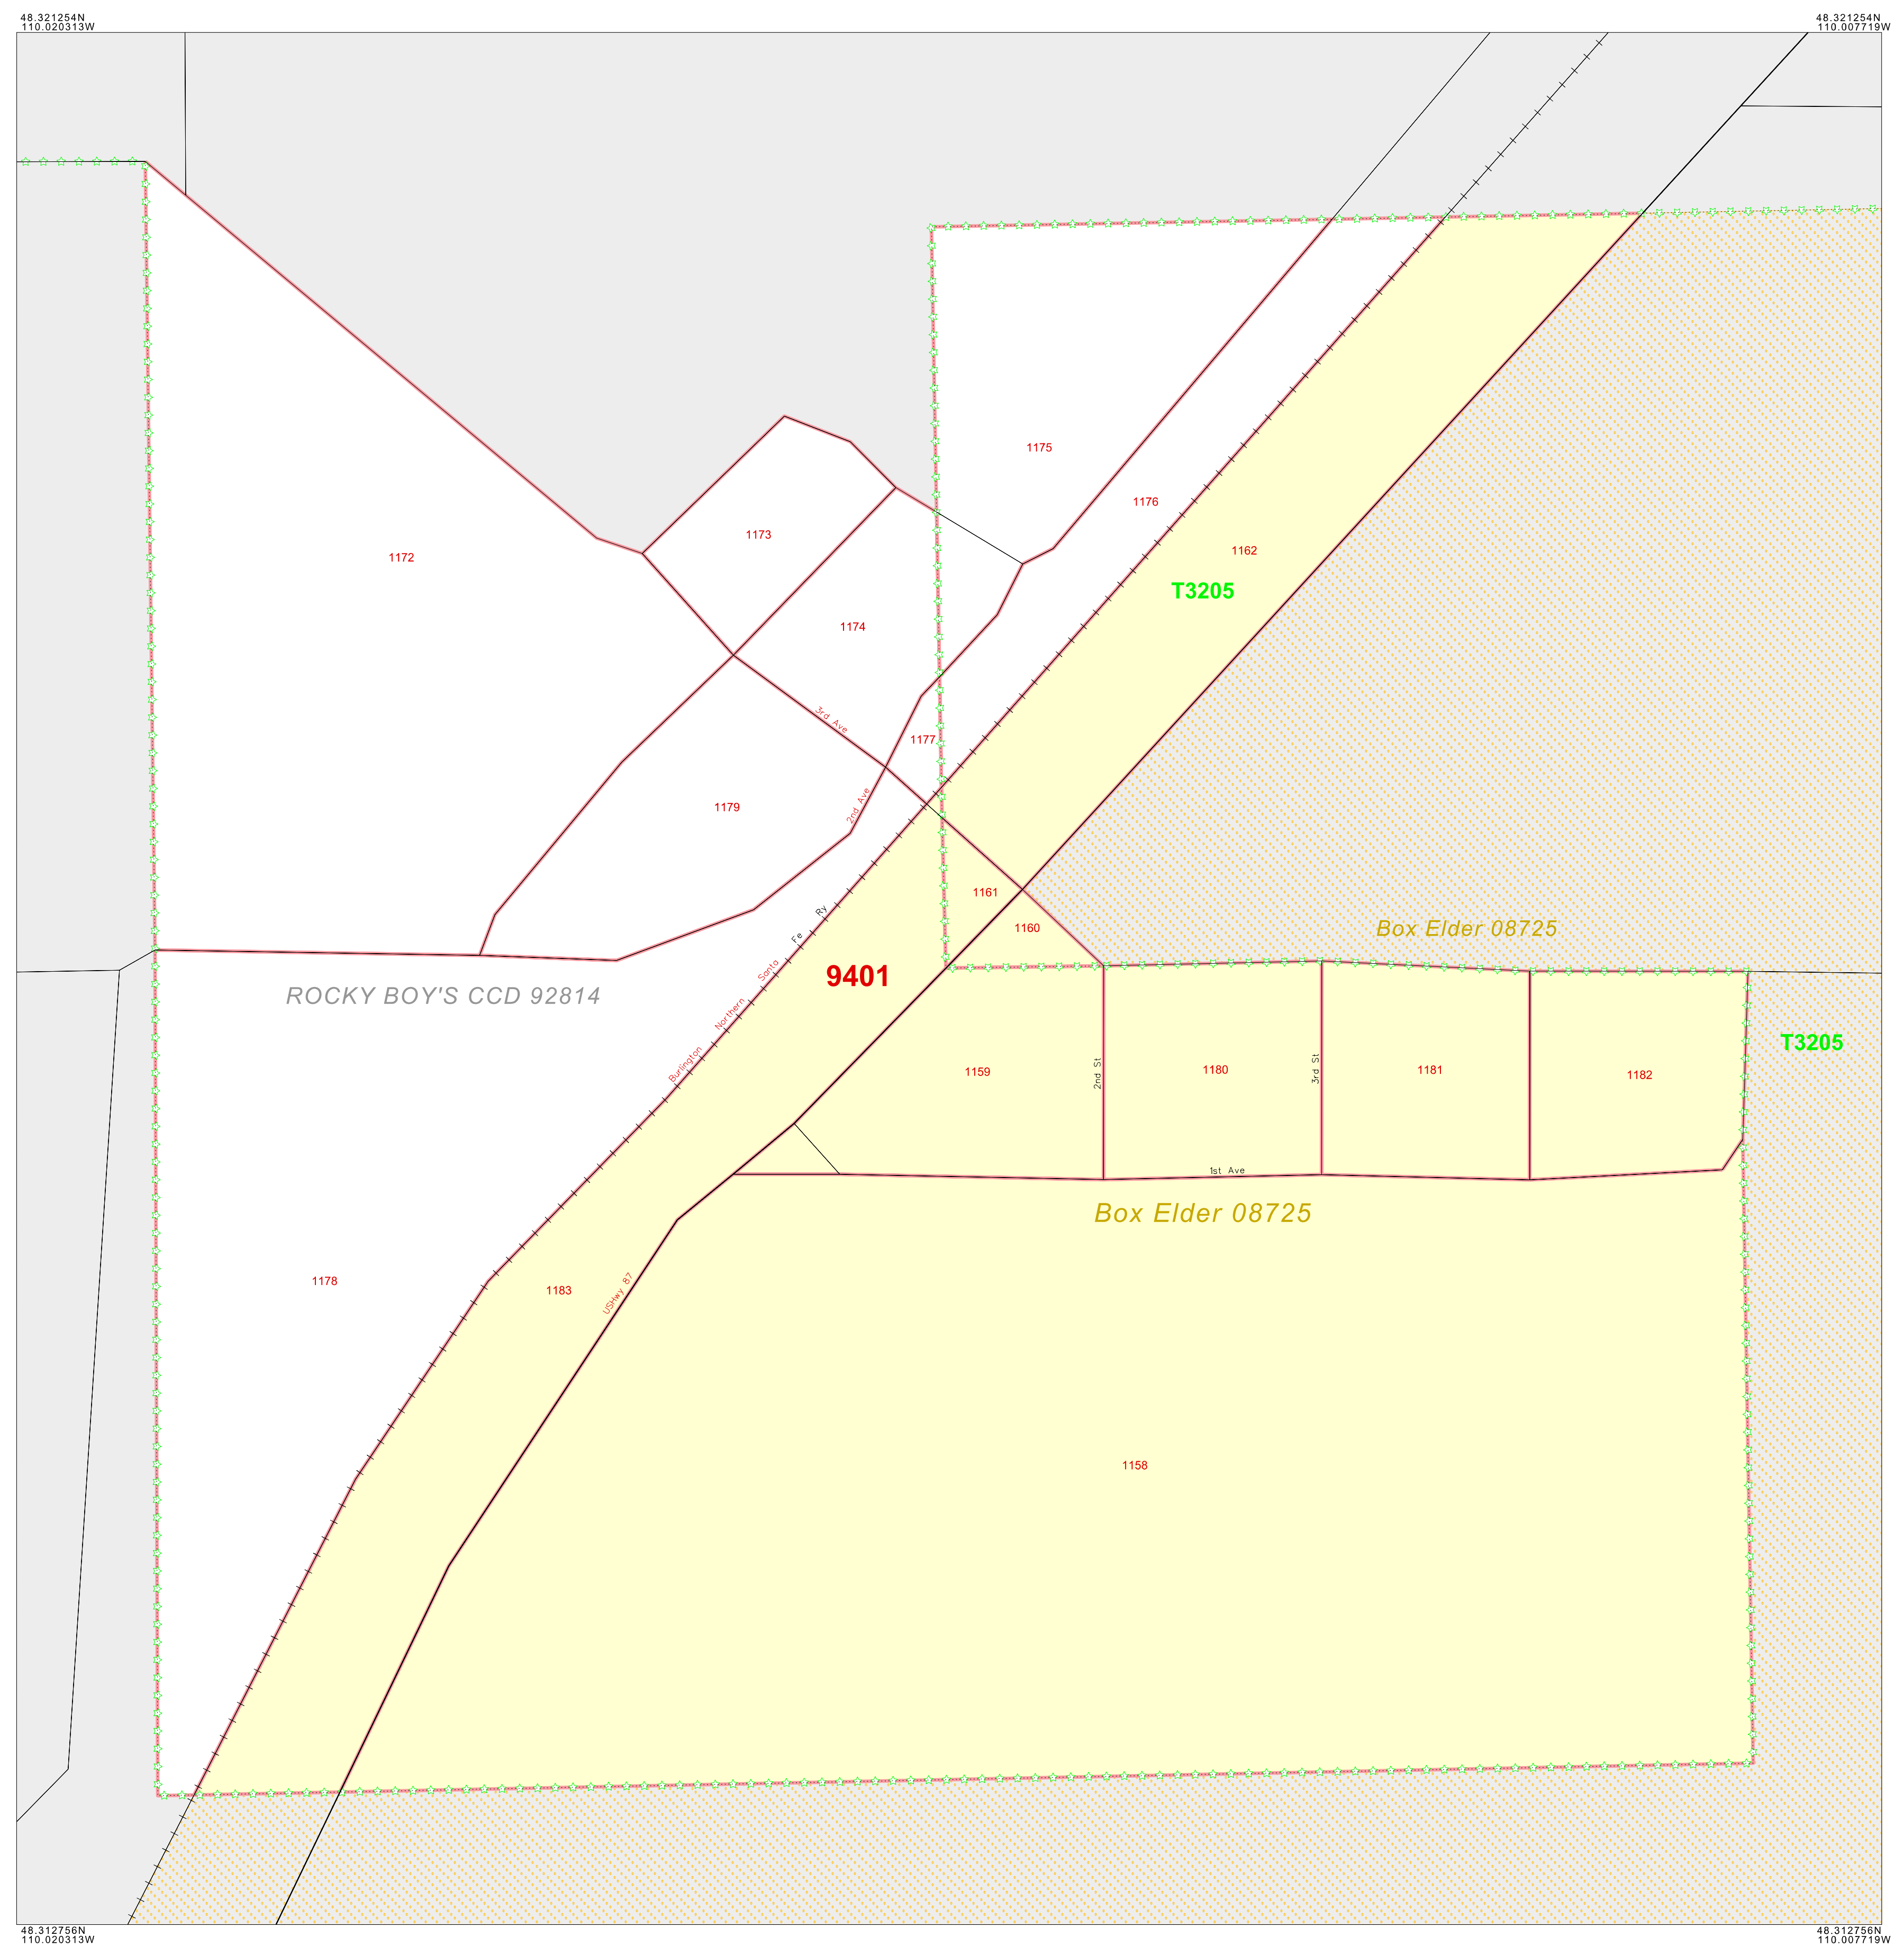 48.321254N
110.020313W
48.321254N
110.007719W
1175
1176
1172
1173
1162
T3205
1174
3rd Ave
1177
2nd Ave
1179
1161
Burlington Northern Santa Fe Ry
1160
Box Elder 08725
9401
ROCKY BOY'S CCD 92814
T3205
1159
2nd St
1180
3rd St
1181
1182
1st Ave
Box Elder 08725
1178
1183
USHwy 87
1158
48.312756N
110.020313W
48.312756N
110.007719W